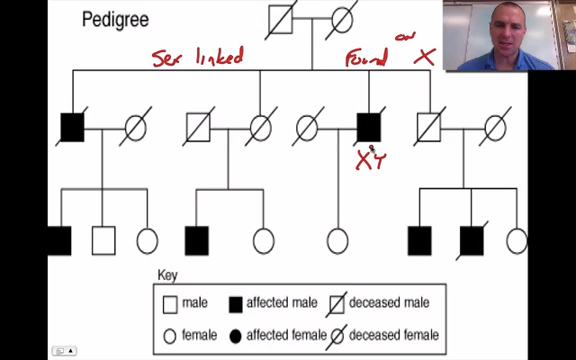 Pedigree
Sex linked Found on X
XY
Key
male affected male deceased male
female affected female deceased female